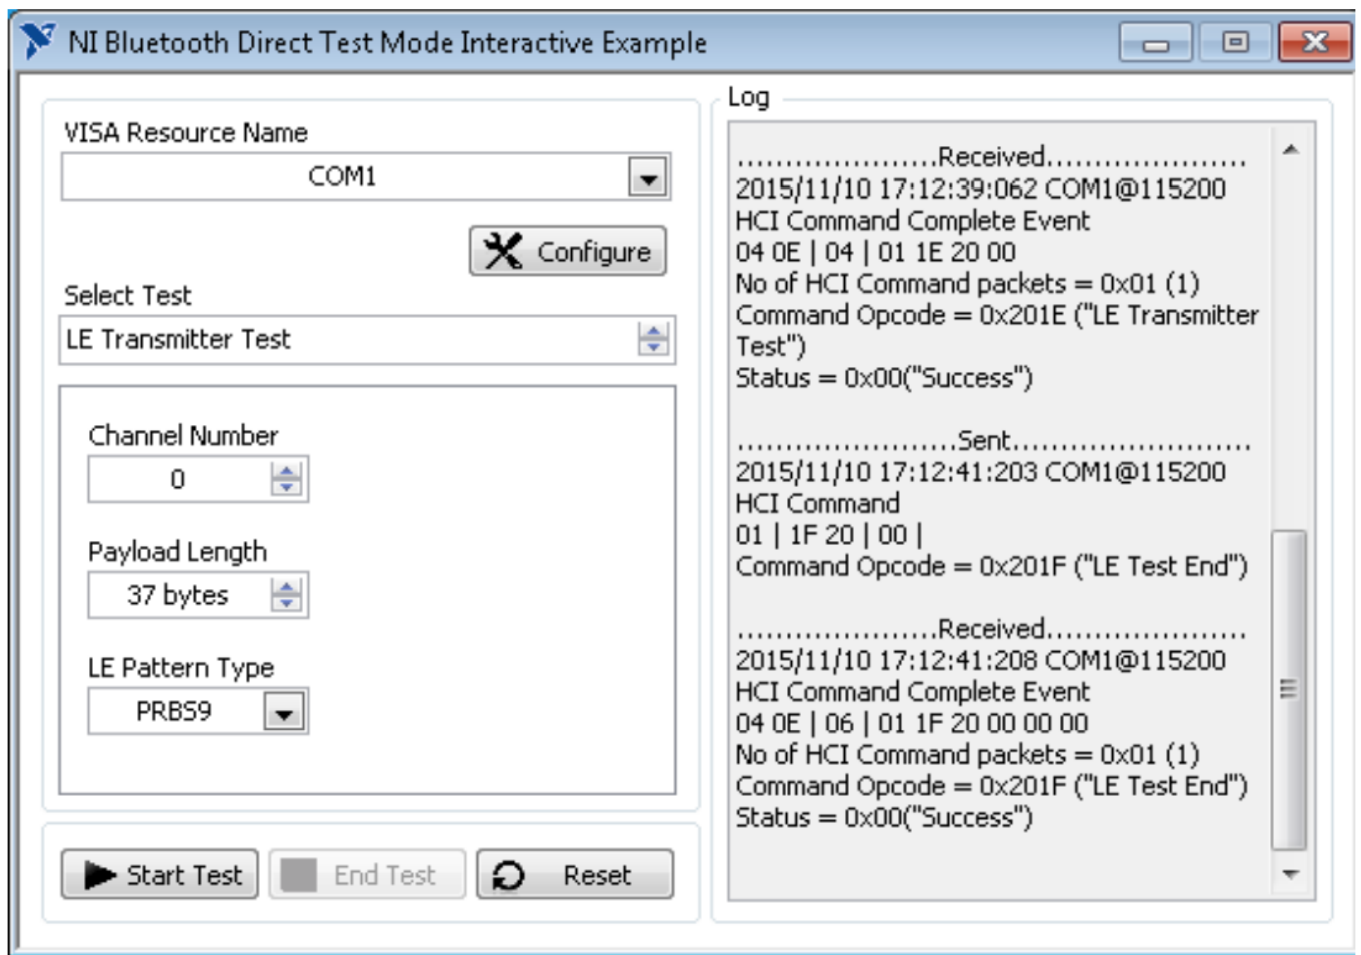 NI Bluetooth Direct Test Mode Interactive Example
VISA Resource Name
COM1
Configure
Select Test
LE Transmitter Test
Channel Number
0
Payload Length
37 bytes
LE Pattern Type
PRBS9
Start Test
End Test
Reset
Log
.....................Received.....................
2015/11/10 17:12:39:062 COM1@115200
HCI Command Complete Event
04 0E | 04 | 01 1E 20 00
No of HCI Command packets = 0x01 (1)
Command Opcode = 0x201E ("LE Transmitter
Test")
Status = 0x00("Success")
.......................Sent.........................
2015/11/10 17:12:41:203 COM1@115200
HCI Command
01 | 1F 20 | 00 |
Command Opcode = 0x201F ("LE Test End")
.....................Received.....................
2015/11/10 17:12:41:208 COM1@115200
HCI Command Complete Event
04 0E | 06 | 01 1F 20 00 00 00
No of HCI Command packets = 0x01 (1)
Command Opcode = 0x201F ("LE Test End")
Status = 0x00("Success")